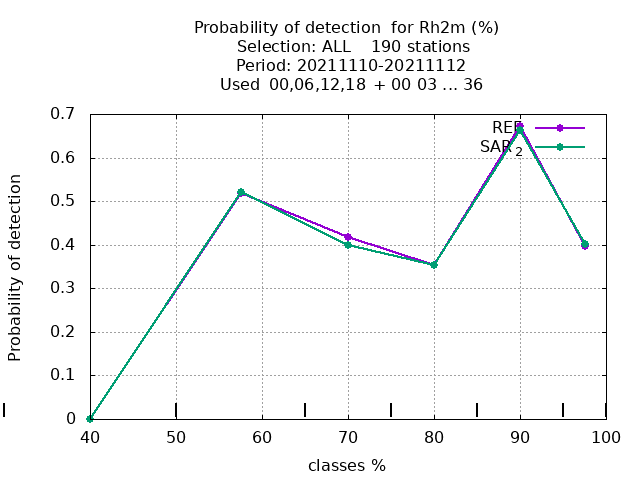 Probability of detection  for Rh2m (%)
Selection: ALL    190 stations
Period: 20211110-20211112
Used  00,06,12,18  + 00 03 ... 36
REF
SAR 2
0.7
0.6
0.5
0.4
0.3
0.2
0.1
0
Probability of detection
40 50 60 70 80 90 100
classes %